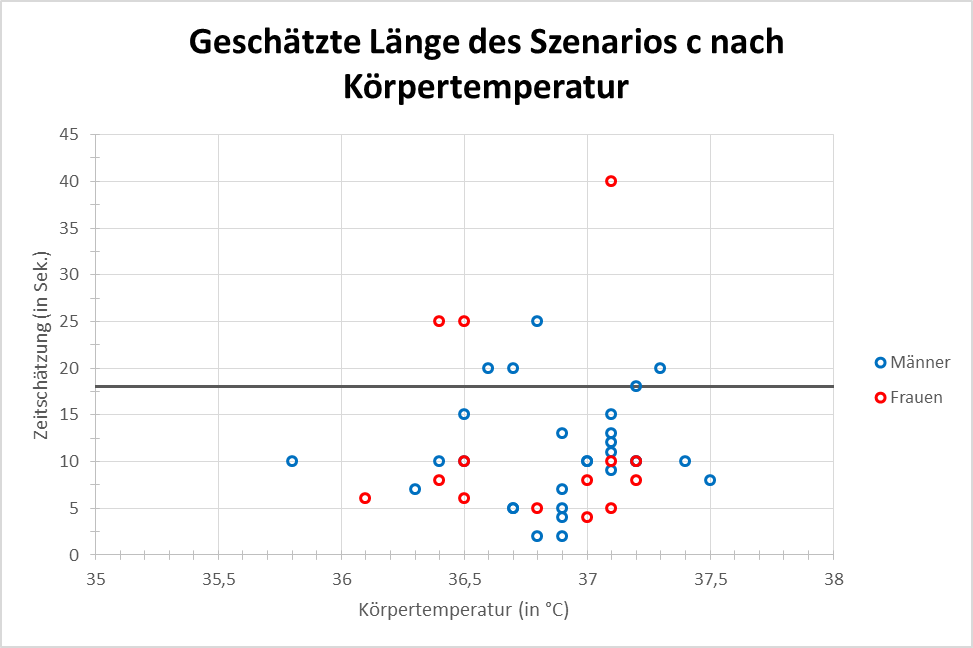 Geschätzte Länge des Szenarios c nach
Körpertemperatur
45
40
35
30
25
20
15
10
5
0
Zeitschätzung (in Sek.)
35
35,5
36
36,5
37
37,5
38
Körpertemperatur (in °C)
Männer
Frauen